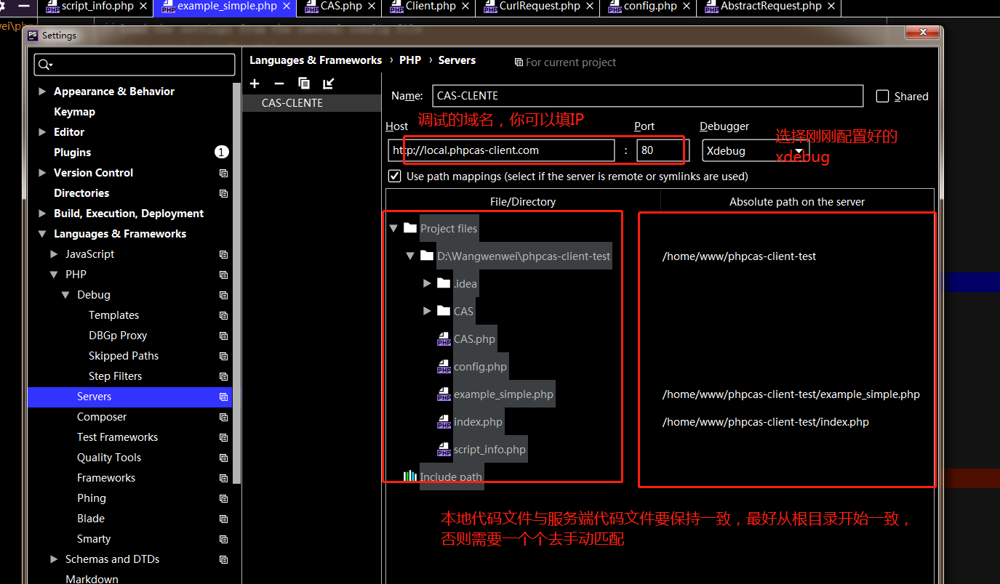 script_info.php
example_simple.php
CAS.php
Client.php
CurlRequest.php
config.php
AbstractRequest.php
Settings
Languages & Frameworks › PHP › Servers
For current project
Appearance & Behavior
Keymap
Editor
Plugins 1
Version Control
Directories
Build, Execution, Deployment
Languages & Frameworks
JavaScript
PHP
Debug
Templates
DBGp Proxy
Skipped Paths
Step Filters
Servers
Composer
Test Frameworks
Quality Tools
Frameworks
Phing
Blade
Smarty
Schemas and DTDs
Markdown
CAS-CLENTE
Name: CAS-CLENTE
Shared
调试的域名，你可以填IP
Host
Port
Debugger
http://local.phpcas-client.com : 80
Xdebug
选择刚刚配置好的
xdebug
Use path mappings (select if the server is remote or symlinks are used)
File/Directory
Absolute path on the server
Project files
D:\Wangwenwei\phpcas-client-test
/home/www/phpcas-client-test
.idea
CAS
CAS.php
config.php
example_simple.php
/home/www/phpcas-client-test/example_simple.php
index.php
/home/www/phpcas-client-test/index.php
script_info.php
Include path
本地代码文件与服务端代码文件要保持一致，最好从根目录开始一致，
否则需要一个个去手动匹配